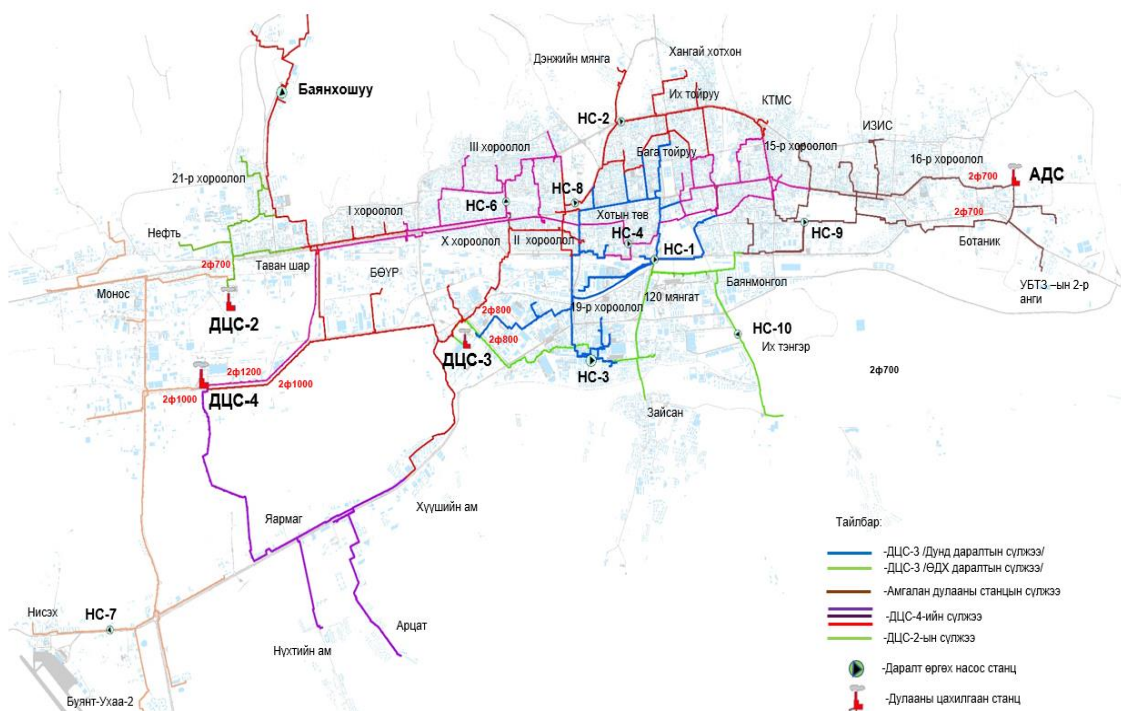 Дэнжийн мянга
Хангай хотхон
Баянхошуу
Их тойруу
НС-2
КТМС
ИЗИС
III хороолол
Бага тойруу
15-р хороолол
16-р хороолол
21-р хороолол
НС-8
2ф700
АДС
НС-6
I хороолол
Хотын төв
Нефть
X хороолол
II хороолол
НС-4
НС-1
НС-9
2ф700
Ботаник
Таван шар
2ф700
БӨҮР
Баянмонгол
УБТЗ –ын 2-р
анги
Монос
120 мянгат
19-р хороолол
ДЦС-2
2ф800
2ф800
НС-10
Их тэнгэр
ДЦС-3
2ф1200
2ф1000
НС-3
2ф700
2ф1000
ДЦС-4
Зайсан
Хүүшийн ам
Яармаг
Тайлбар:
-ДЦС-3 /Дунд даралтын сүлжээ/
-ДЦС-3 /ӨДХ даралтын сүлжээ/
-Амгалан дулааны станцын сүлжээ
-ДЦС-4-ийн сүлжээ
-ДЦС-2-ын сүлжээ
-Даралт өргөх насос станц
-Дулааны цахилгаан станц
Нисэх
НС-7
Арцат
Нүхтийн ам
Буянт-Ухаа-2